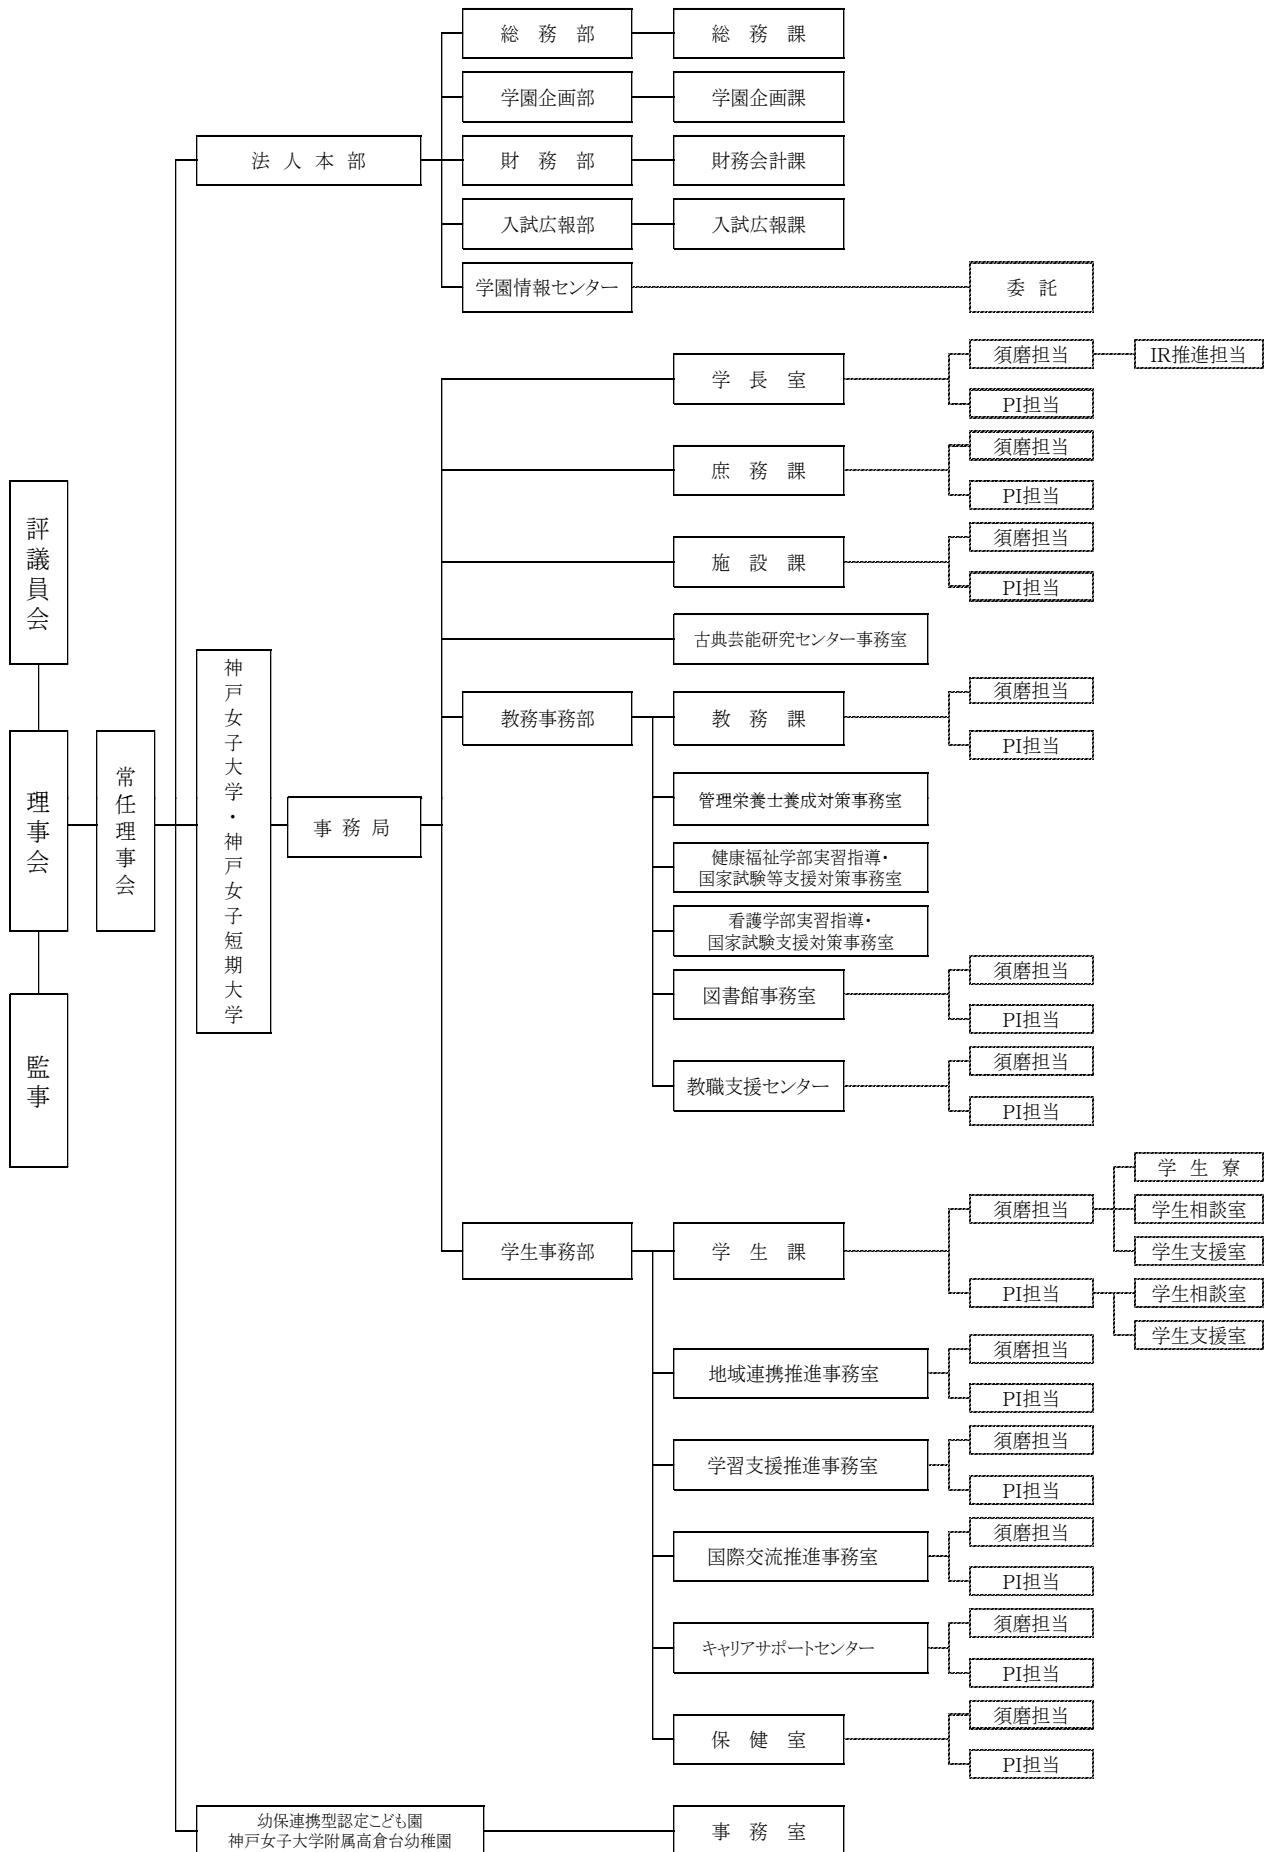 総務部
総務課
学園企画部
学園企画課
法人本部
財務部
財務会計課
入試広報部
入試広報課
学園情報センター
委託
学長室
須磨担当
IR推進担当
PI担当
庶務課
須磨担当
PI担当
施設課
須磨担当
PI担当
古典芸能研究センター事務室
評議員会
理事会
監事
常任理事会
神戸女子大学・神戸女子短期大学
事務局
教務事務部
教務課
須磨担当
PI担当
管理栄養士養成対策事務室
健康福祉学部実習指導・
国家試験等支援対策事務室
看護学部実習指導・
国家試験支援対策事務室
図書館事務室
須磨担当
PI担当
教職支援センター
須磨担当
PI担当
学生事務部
学生課
須磨担当
学生寮
学生相談室
学生支援室
PI担当
学生相談室
学生支援室
地域連携推進事務室
須磨担当
PI担当
学習支援推進事務室
須磨担当
PI担当
国際交流推進事務室
須磨担当
PI担当
キャリアサポートセンター
須磨担当
PI担当
保健室
須磨担当
PI担当
幼保連携型認定こども園
神戸女子大学附属高倉台幼稚園
事務室